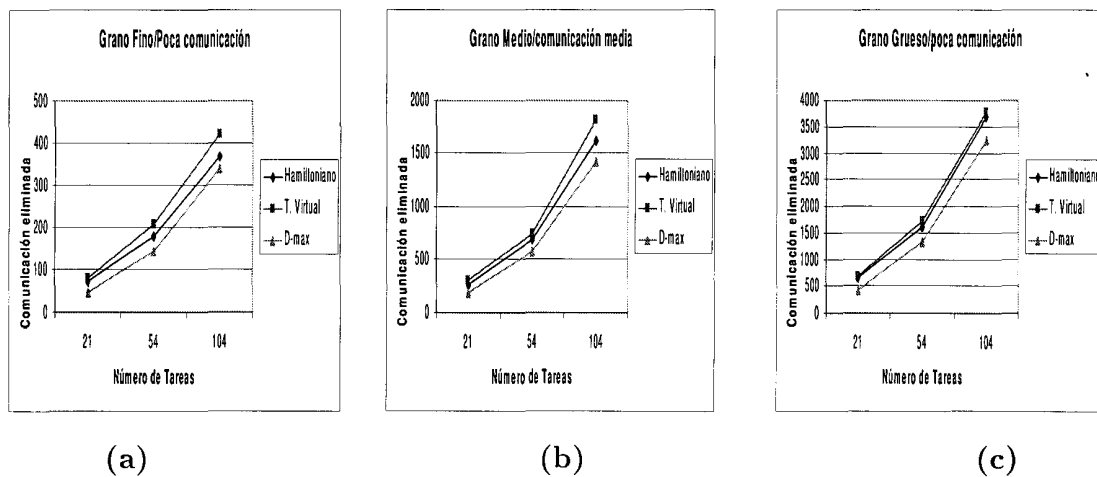 Grano Fino/Poca comunicación
Comunicación eliminada
500
400
300
200
100
0
21 54 104
Número de Tareas
Hamiltoniano
T. Virtual
D-max
(a)
Grano Medio/comunicación media
Comunicación eliminada
2000
1500
1000
500
0
21 54 104
Número de Tareas
Hamiltoniano
T. Virtual
D-max
(b)
Grano Grueso/poca comunicación
Comunicación eliminada
4000
3500
3000
2500
2000
1500
1000
500
0
21 54 104
Número de Tareas
Hamiltoniano
T. Virtual
D-max
(c)